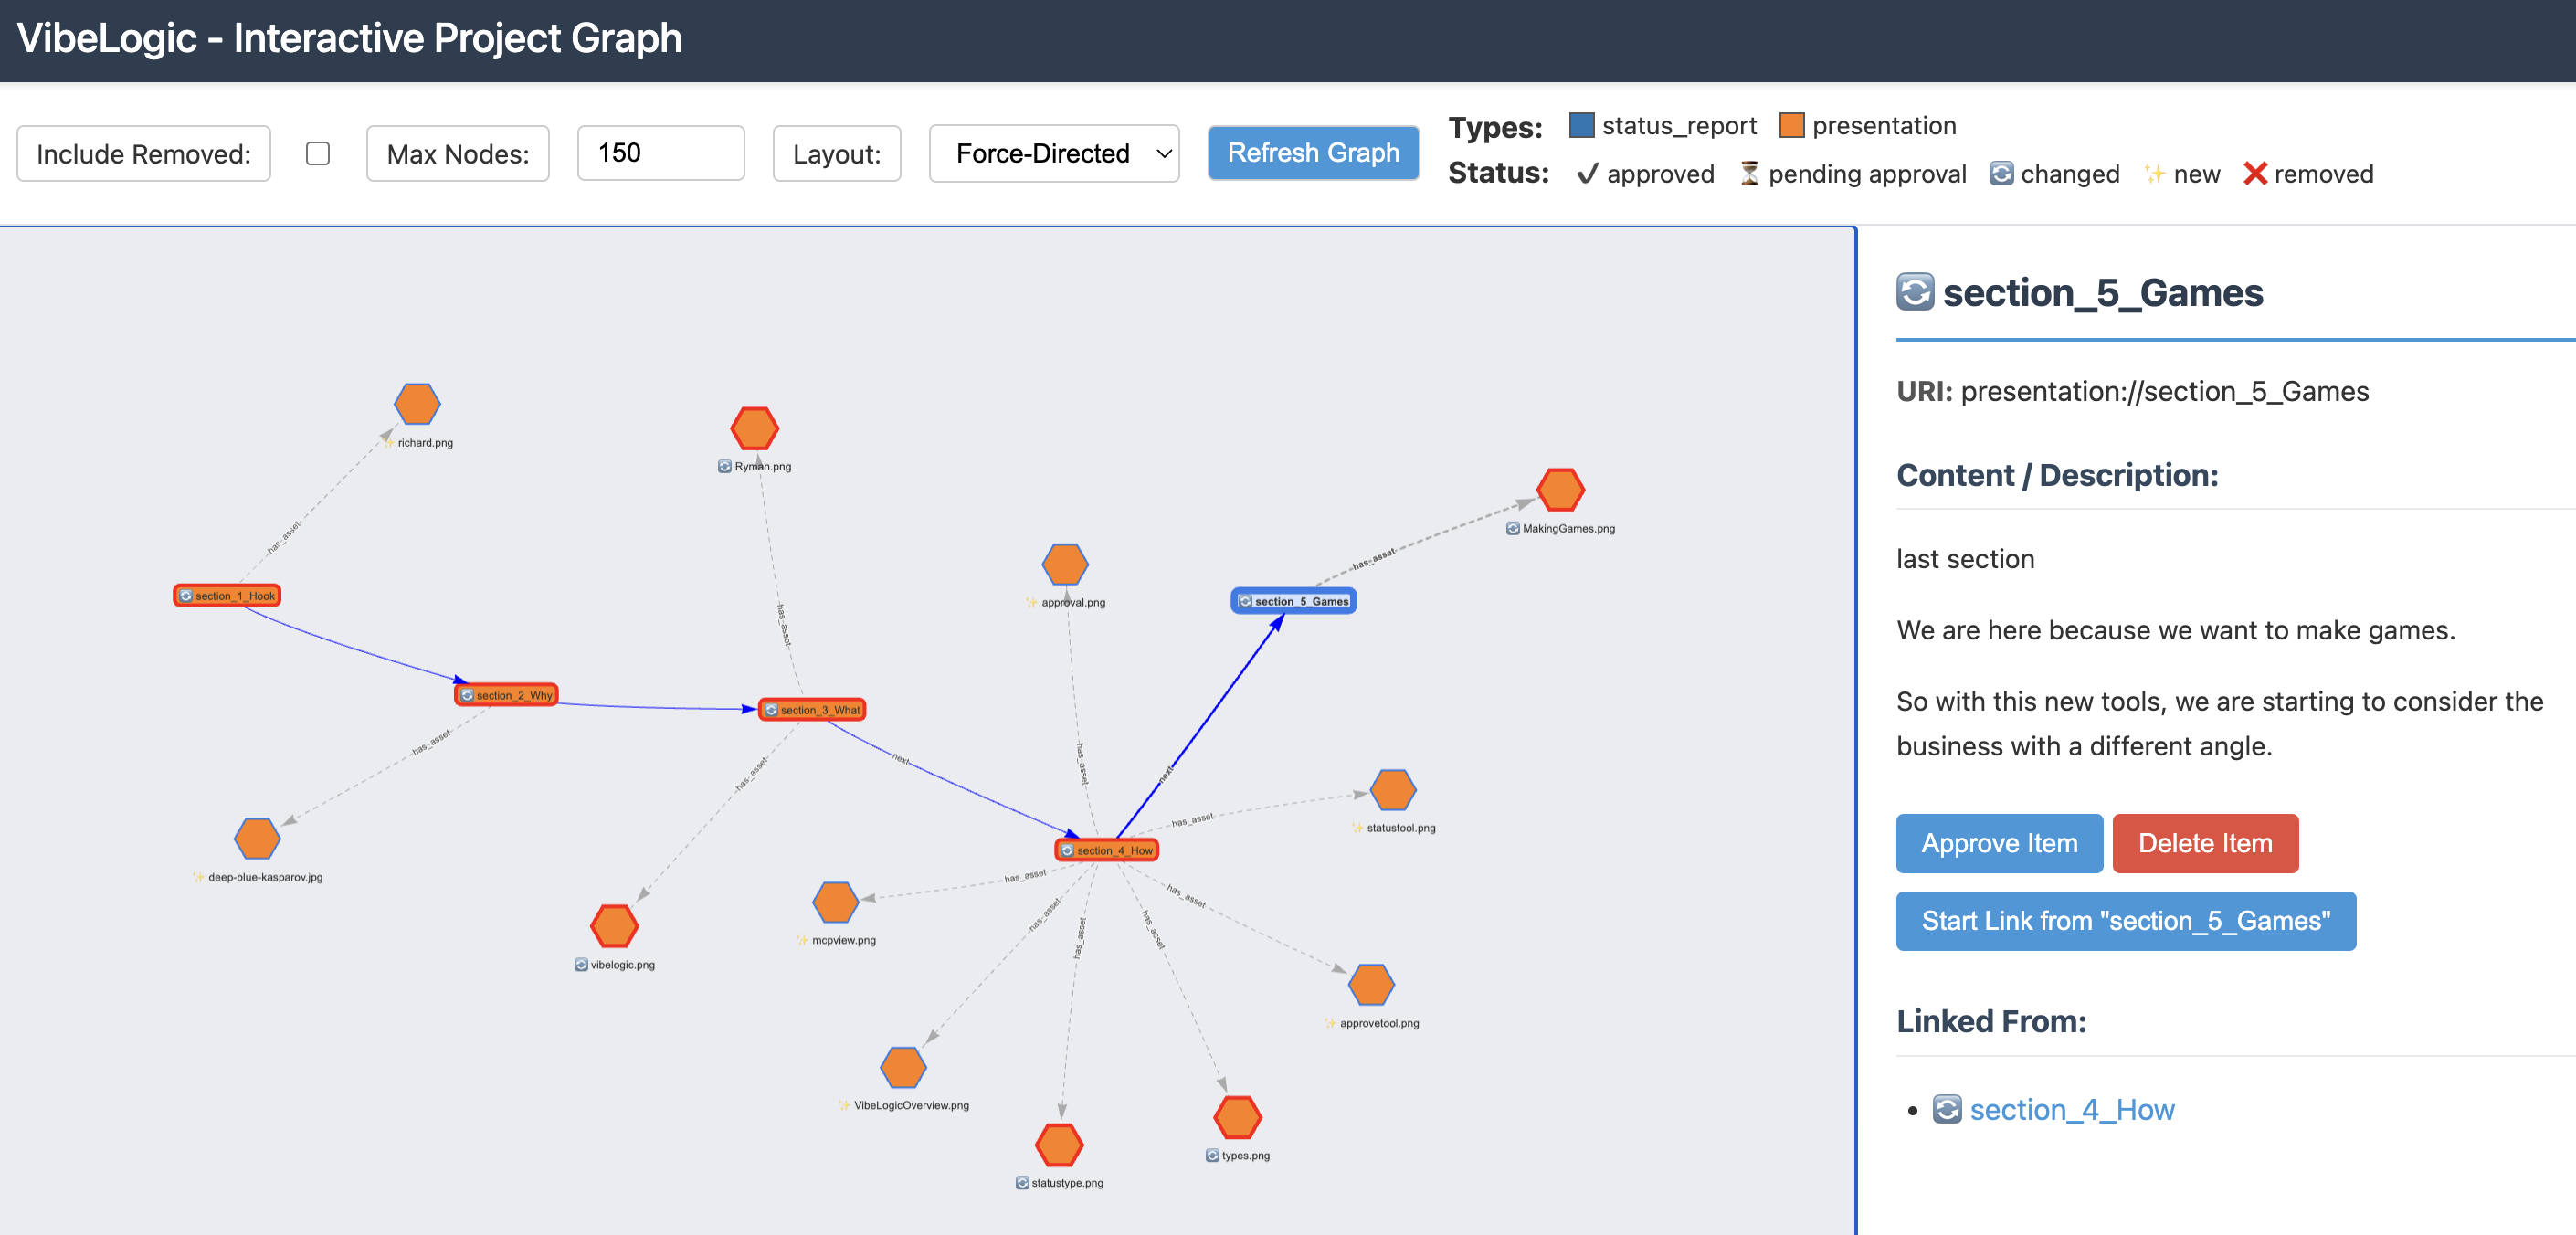 VibeLogic - Interactive Project Graph
Include Removed:
Max Nodes:
150
Layout:
Force-Directed
Refresh Graph
Types: status_report presentation
Status: ✔ approved ⏳ pending approval 🔄 changed ✨ new ❌ removed
✨ richard.png
🔄 Ryman.png
🔄 MakingGames.png
has_asset
has_asset
has_asset
🔄 section_1_Hook
✨ approval.png
🔄 section_5_Games
🔄 section_2_Why
🔄 section_3_What
has_asset
has_asset
next
has_asset
next
has_asset
✨ statustool.png
🔄 section_4_How
✨ deep-blue-kasparov.jpg
has_asset
has_asset
has_asset
has_asset
has_asset
✨ mcpview.png
🔄 vibelogic.png
✨ approvetool.png
✨ VibeLogicOverview.png
🔄 types.png
🔄 statustype.png
🔄 section_5_Games
URI: presentation://section_5_Games
Content / Description:
last section
We are here because we want to make games.
So with this new tools, we are starting to consider the
business with a different angle.
Approve Item
Delete Item
Start Link from "section_5_Games"
Linked From:
• 🔄 section_4_How